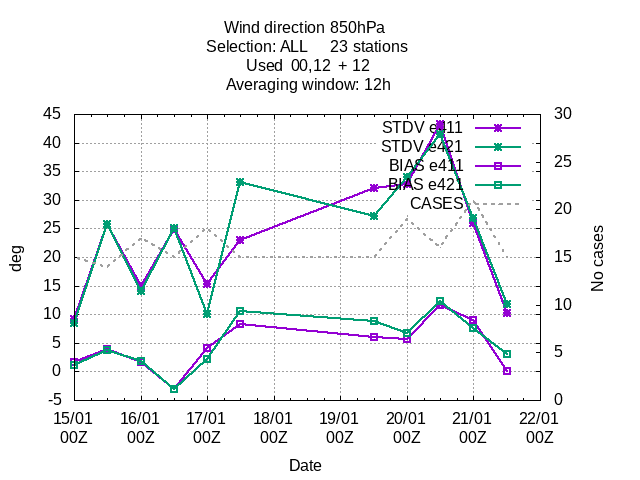 Wind direction 850hPa
Selection: ALL 23 stations
Used 00,12 + 12
Averaging window: 12h
STDV e411
STDV e421
BIAS e411
BIAS e421
CASES
45
40
35
30
25
20
15
10
5
0
-5
30
25
20
15
10
5
0
deg
No cases
15/01 16/01 17/01 18/01 19/01 20/01 21/01 22/01
00Z 00Z 00Z 00Z 00Z 00Z 00Z 00Z
Date